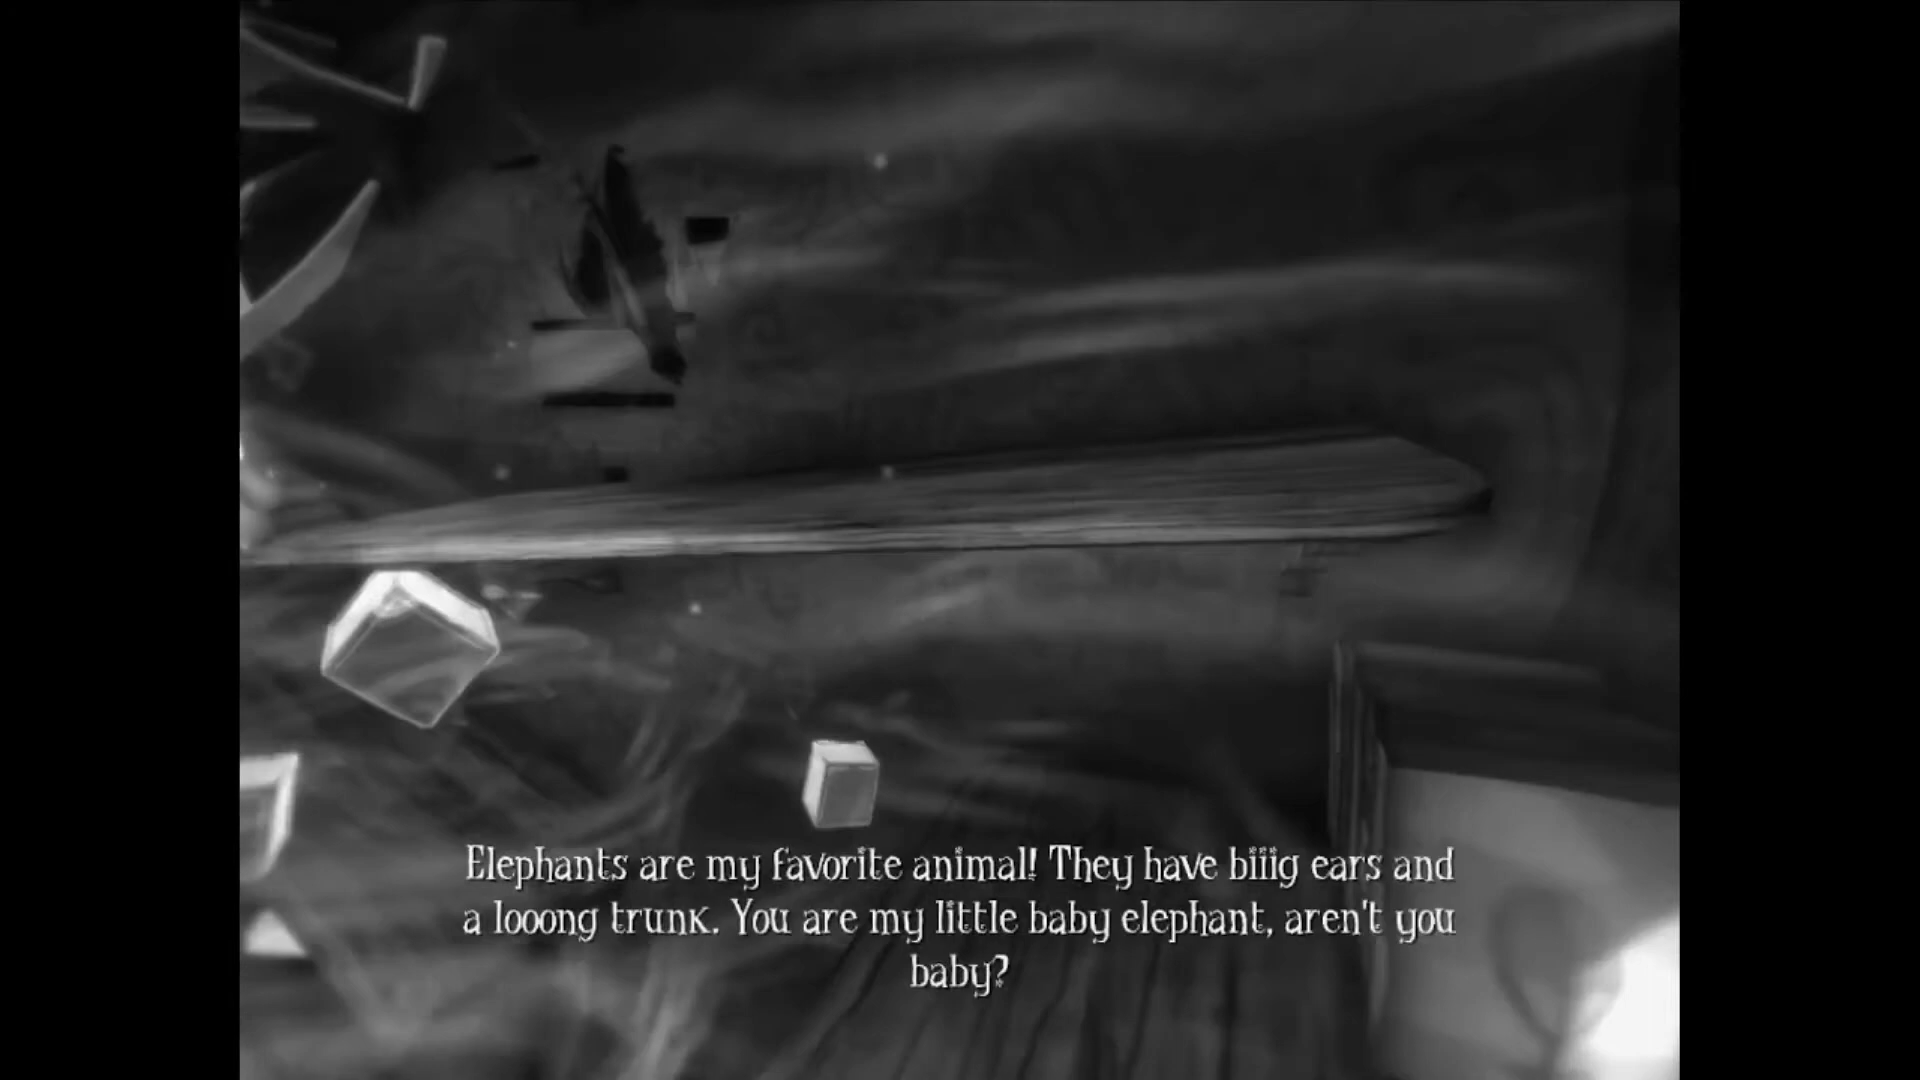 Elephants are my favorite animal! They have biiig ears and
a looong trunk. You are my little baby elephant, aren't you
baby?